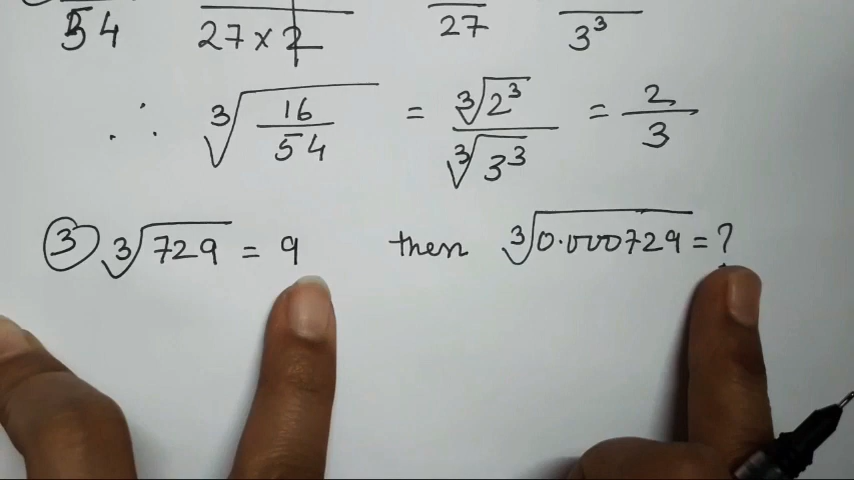 54 27 × 2 27 3³
∴ ∛(16/54) = ∛2³/∛3³ = 2/3
③ ∛729 = 9 then ∛0.000729 = ?